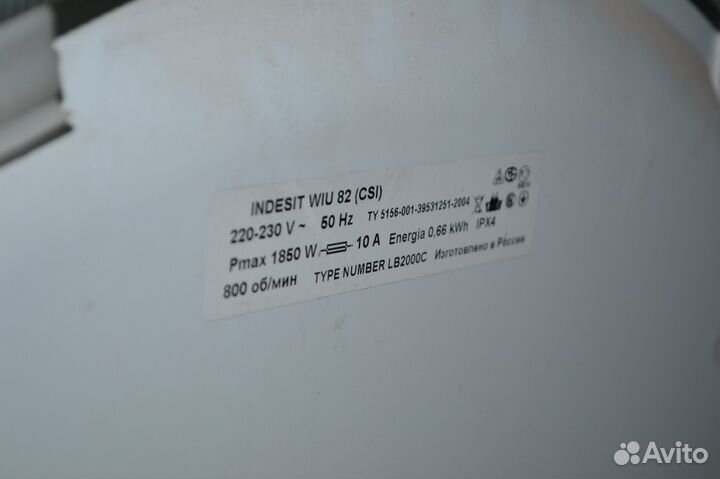 INDESIT WIU 82 (CSI)
220-230 V ~ 50 Hz ТУ 5156-001-39531251-2004
Pmax 1850 W 10 A Energia 0,66 kWh IPX4
800 об/мин TYPE NUMBER LB2000C Изготовлено в России
Avito